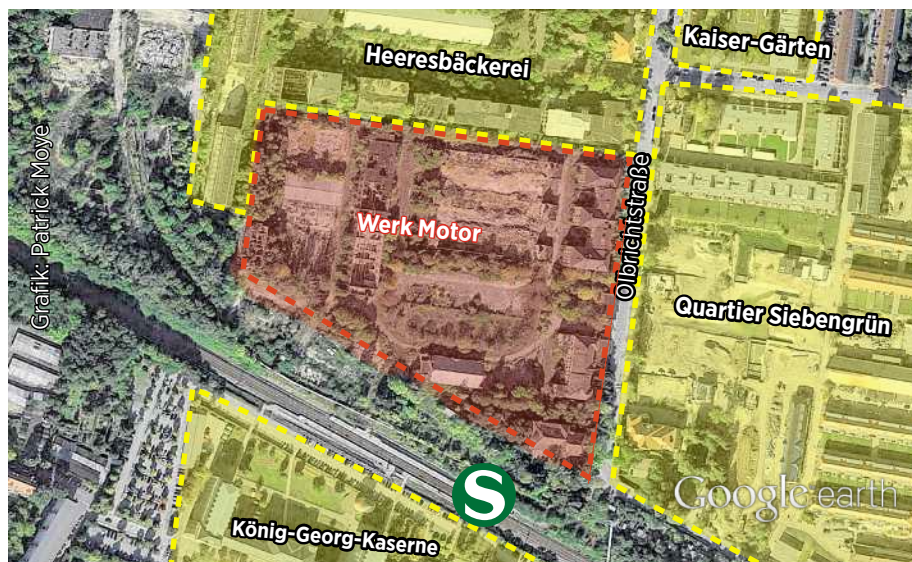 Kaiser-Gärten
Heeresbäckerei
Grafik: Patrick Moye
Werk Motor
Olbrichtstraße
Quartier Siebengrün
Google earth
S
König-Georg-Kaserne